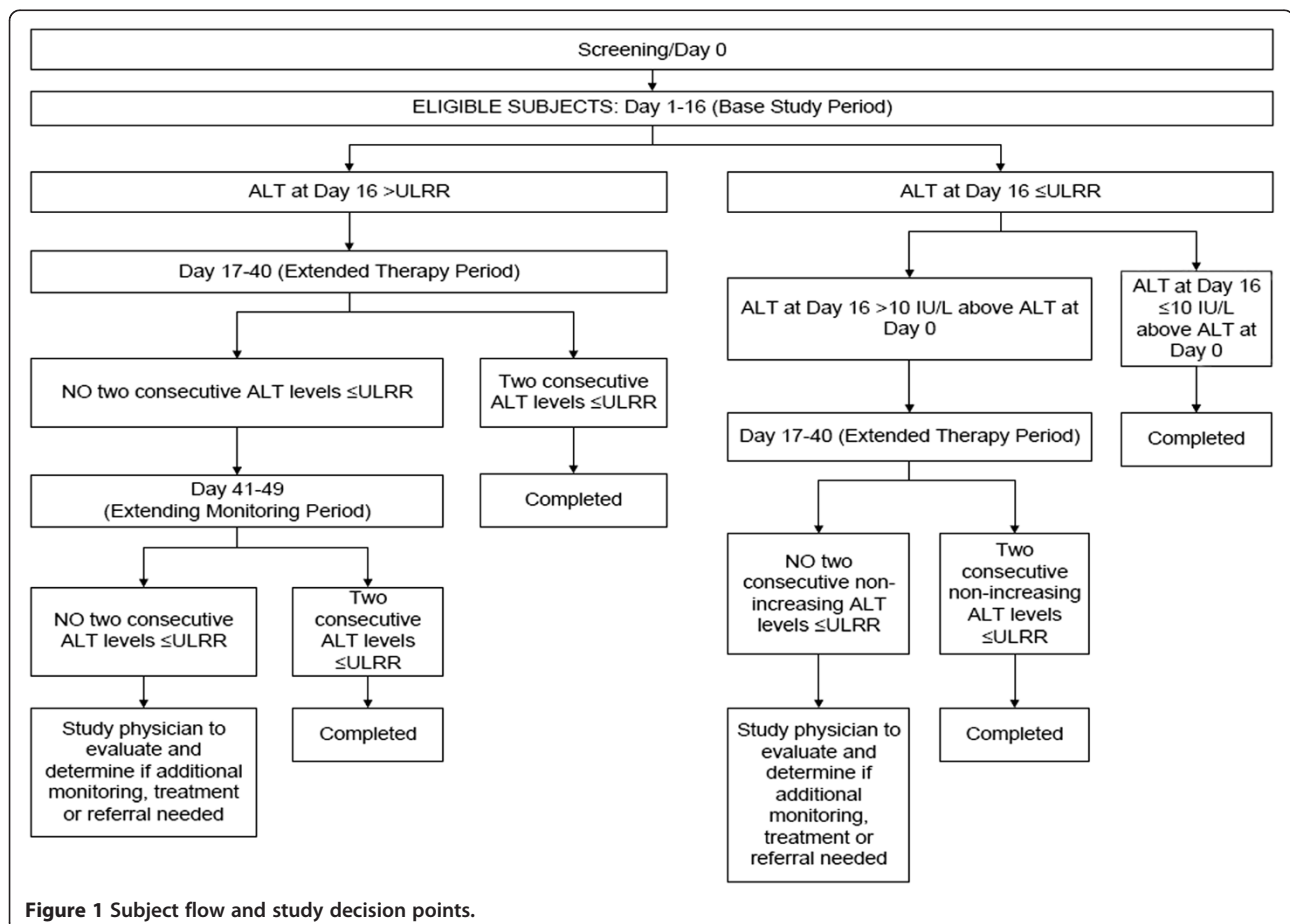 Screening/Day 0
ELIGIBLE SUBJECTS: Day 1-16 (Base Study Period)
ALT at Day 16 >ULRR
ALT at Day 16 ≤ULRR
Day 17-40 (Extended Therapy Period)
ALT at Day 16 >10 IU/L above ALT at
Day 0
ALT at Day 16
≤10 IU/L
above ALT at
Day 0
NO two consecutive ALT levels ≤ULRR
Two consecutive
ALT levels ≤ULRR
Day 17-40 (Extended Therapy Period)
Completed
Day 41-49
(Extending Monitoring Period)
Completed
NO two consecutive
ALT levels ≤ULRR
Two
consecutive
ALT levels
≤ULRR
NO two
consecutive non-
increasing ALT
levels ≤ULRR
Two
consecutive
non-increasing
ALT levels
≤ULRR
Study physician to
evaluate and
determine if additional
monitoring, treatment
or referral needed
Completed
Study physician to
evaluate and
determine if
additional
monitoring,
treatment or
referral needed
Completed
Figure 1 Subject flow and study decision points.